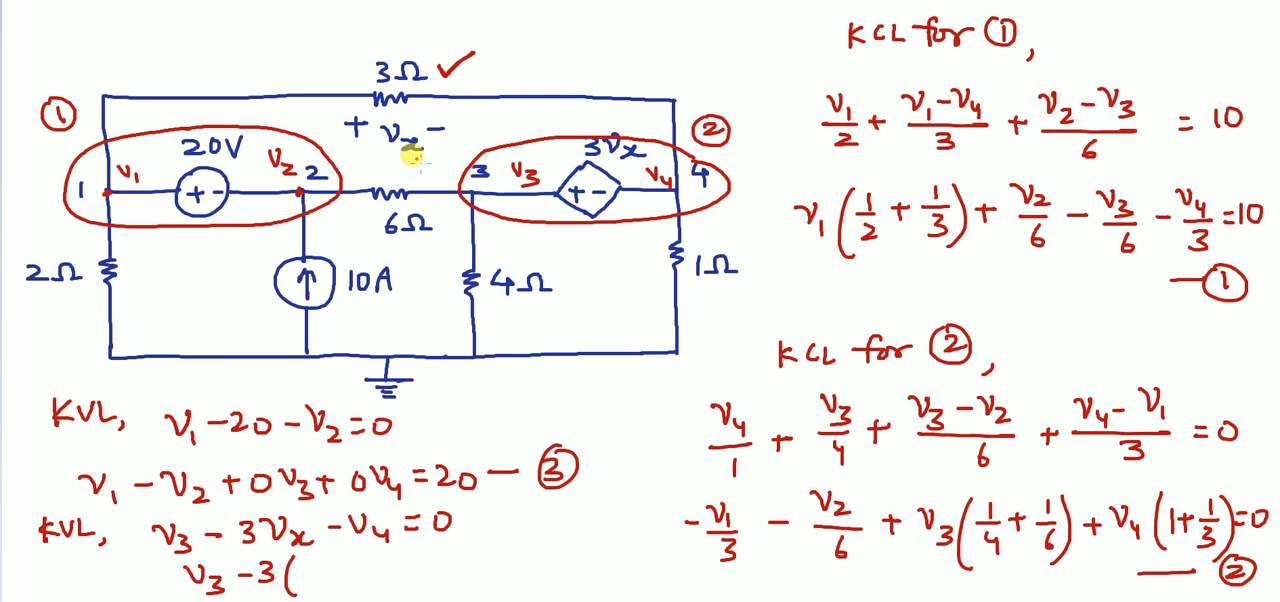 KCL for ①,
v₁/2 + (v₁-v₄)/3 + (v₂-v₃)/6 = 10
v₁(1/2 + 1/3) + v₂/6 - v₃/6 - v₄/3 = 10
— ①
3Ω ✓
①
+ vₓ -
②
20V
3Vₓ
1 v₁
+ -
v₂ 2
3 v₃
+ -
v₄ 4
6Ω
2Ω
10A
4Ω
1Ω
KCL for ②,
v₄/1 + v₃/4 + (v₃-v₂)/6 + (v₄-v₁)/3 = 0
-v₁/3 - v₂/6 + v₃(1/4 + 1/6) + v₄(1+1/3) = 0
— ②
KVL, v₁-20-v₂=0
v₁-v₂+0v₃+0v₄=20 — ③
KVL, v₃-3Vₓ-v₄=0
v₃-3(